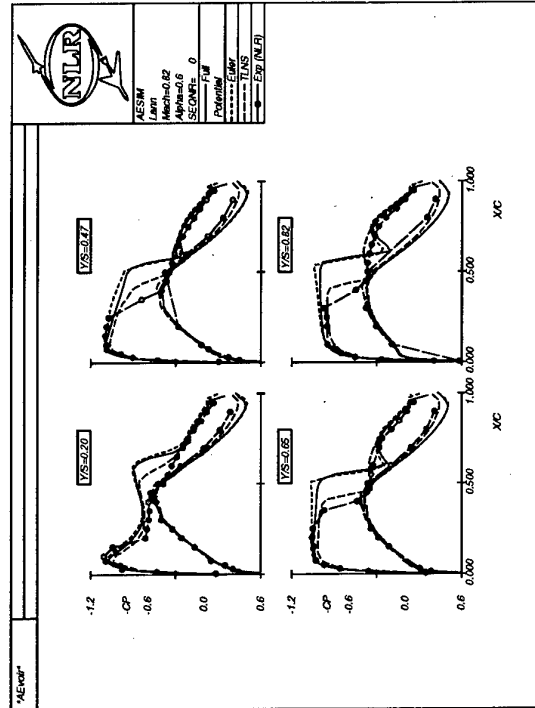 "AEvoir"
NLR
AESIM
Lann
Mach=0.82
Alpha=0.6
SEQNR= 0
Full
Potential
Euler
TLNS
Exp (NLR)
Y/S=0.20
Y/S=0.47
-1.2
-CP
-0.6
0.0
0.6
Y/S=0.65
Y/S=0.82
-1.2
-CP
-0.6
0.0
0.6
0.000
0.500
1.000
X/C
0.000
0.500
1.000
X/C